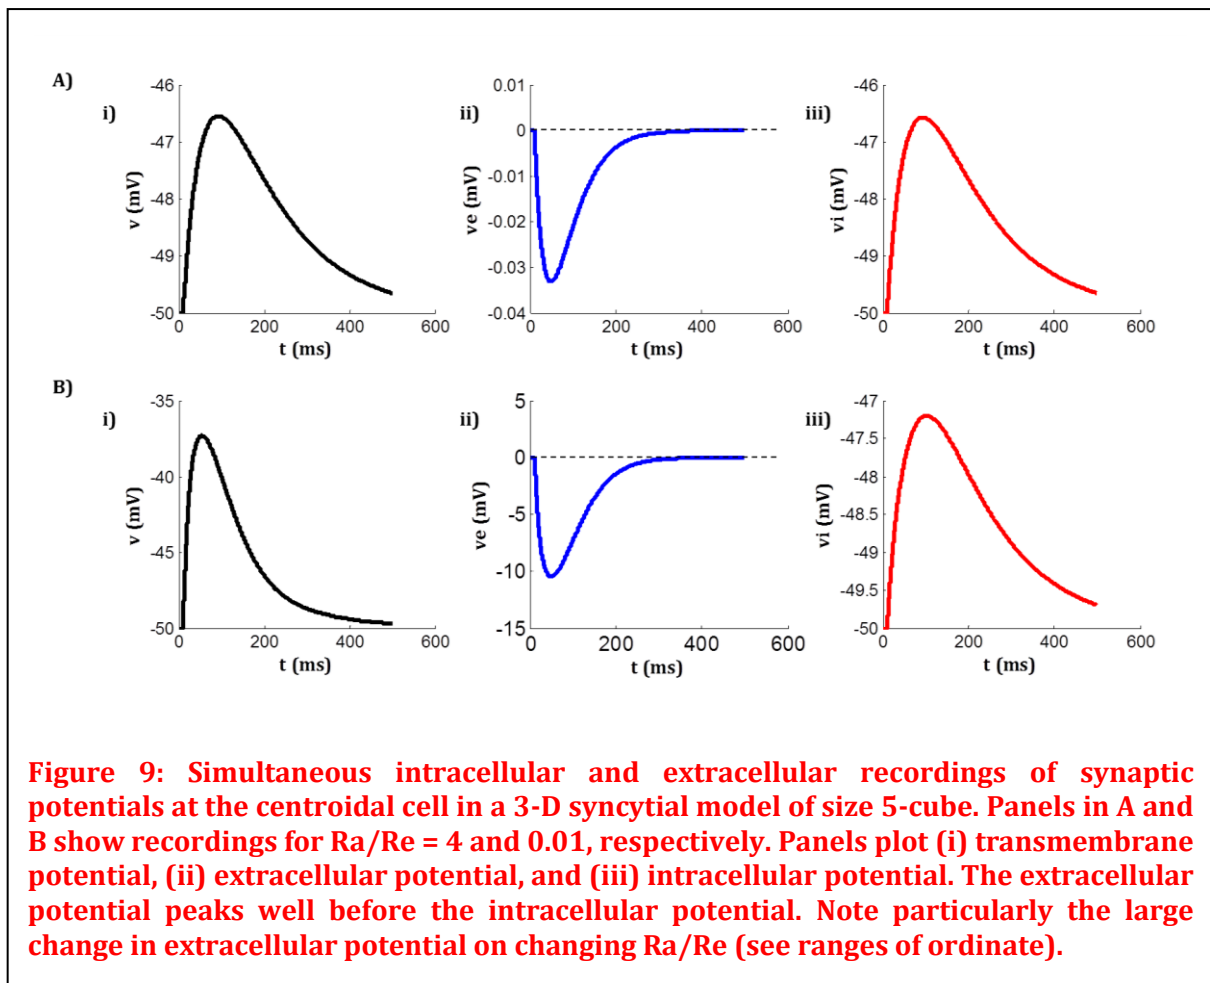 A)
i)
-46
-47
-48
-49
-50
v (mV)
0 200 400 600
t (ms)
ii)
0.01
0
-0.01
-0.02
-0.03
-0.04
ve (mV)
0 100 200 300 400 500 600
t (ms)
iii)
-46
-47
-48
-49
-50
vi (mV)
0 200 400 600
t (ms)
B)
i)
-35
-40
-45
-50
v (mV)
0 200 400 600
t (ms)
ii)
5
0
-5
-10
-15
ve (mV)
0 100 200 300 400 500 600
t (ms)
iii)
-47
-47.5
-48
-48.5
-49
-49.5
-50
vi (mV)
0 200 400 600
t (ms)
Figure 9: Simultaneous intracellular and extracellular recordings of synaptic
potentials at the centroidal cell in a 3-D syncytial model of size 5-cube. Panels in A and
B show recordings for Ra/Re = 4 and 0.01, respectively. Panels plot (i) transmembrane
potential, (ii) extracellular potential, and (iii) intracellular potential. The extracellular
potential peaks well before the intracellular potential. Note particularly the large
change in extracellular potential on changing Ra/Re (see ranges of ordinate).